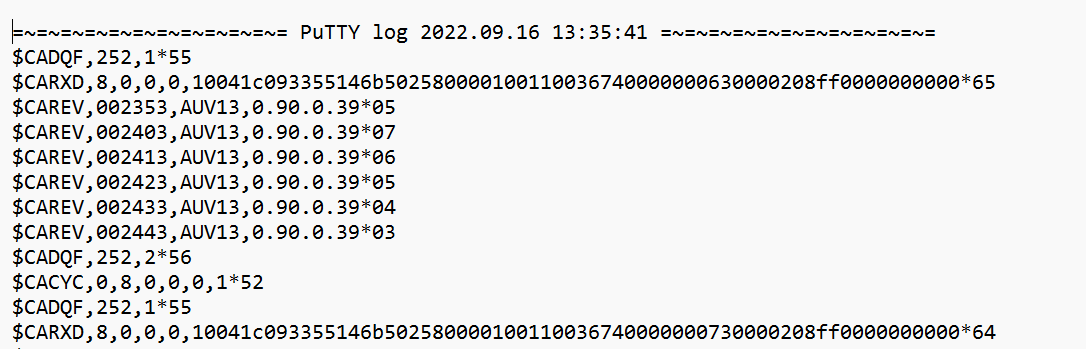 =~=~=~=~=~=~=~=~=~=~=~= PuTTY log 2022.09.16 13:35:41 =~=~=~=~=~=~=~=~=~=~=~=
$CADQF,252,1*55
$CARXD,8,0,0,0,10041c093355146b5025800001001100367400000000630000208ff0000000000*65
$CAREV,002353,AUV13,0.90.0.39*05
$CAREV,002403,AUV13,0.90.0.39*07
$CAREV,002413,AUV13,0.90.0.39*06
$CAREV,002423,AUV13,0.90.0.39*05
$CAREV,002433,AUV13,0.90.0.39*04
$CAREV,002443,AUV13,0.90.0.39*03
$CADQF,252,2*56
$CACYC,0,8,0,0,0,1*52
$CADQF,252,1*55
$CARXD,8,0,0,0,10041c093355146b5025800001001100367400000000730000208ff0000000000*64